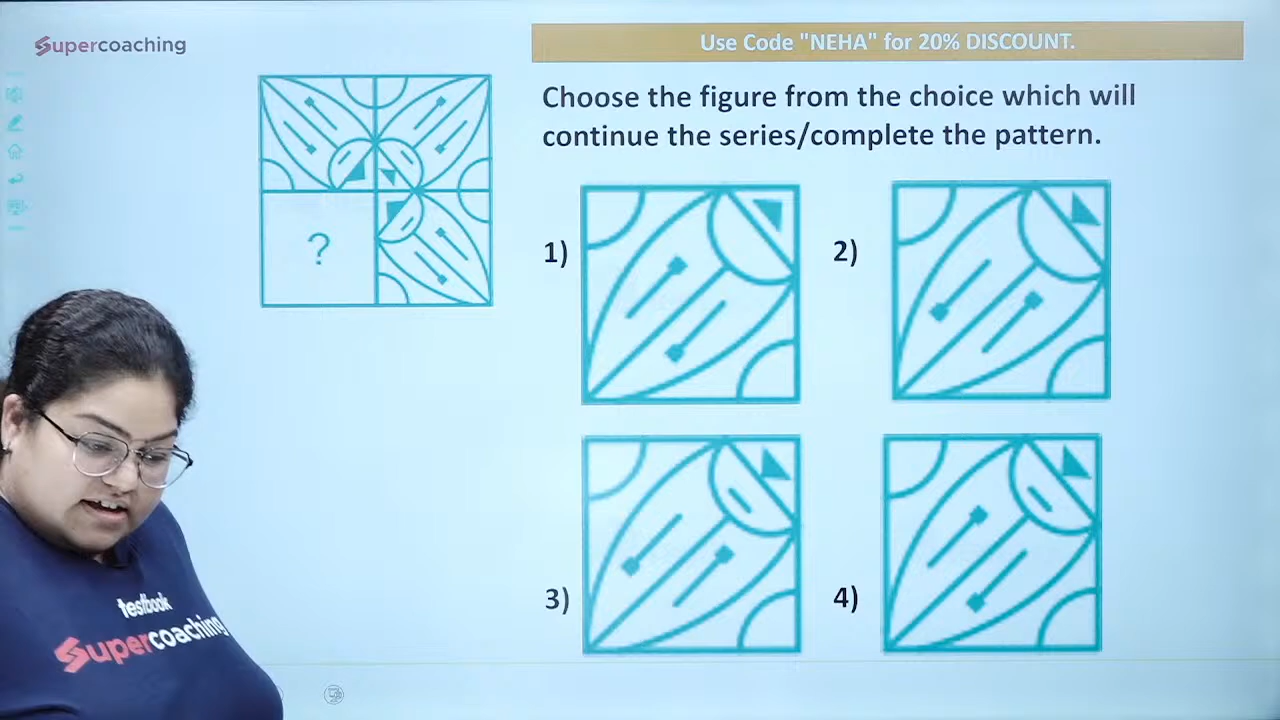 Supercoaching
Use Code "NEHA" for 20% DISCOUNT.
Choose the figure from the choice which will
continue the series/complete the pattern.
?
1)
2)
3)
4)
testbook
Supercoaching